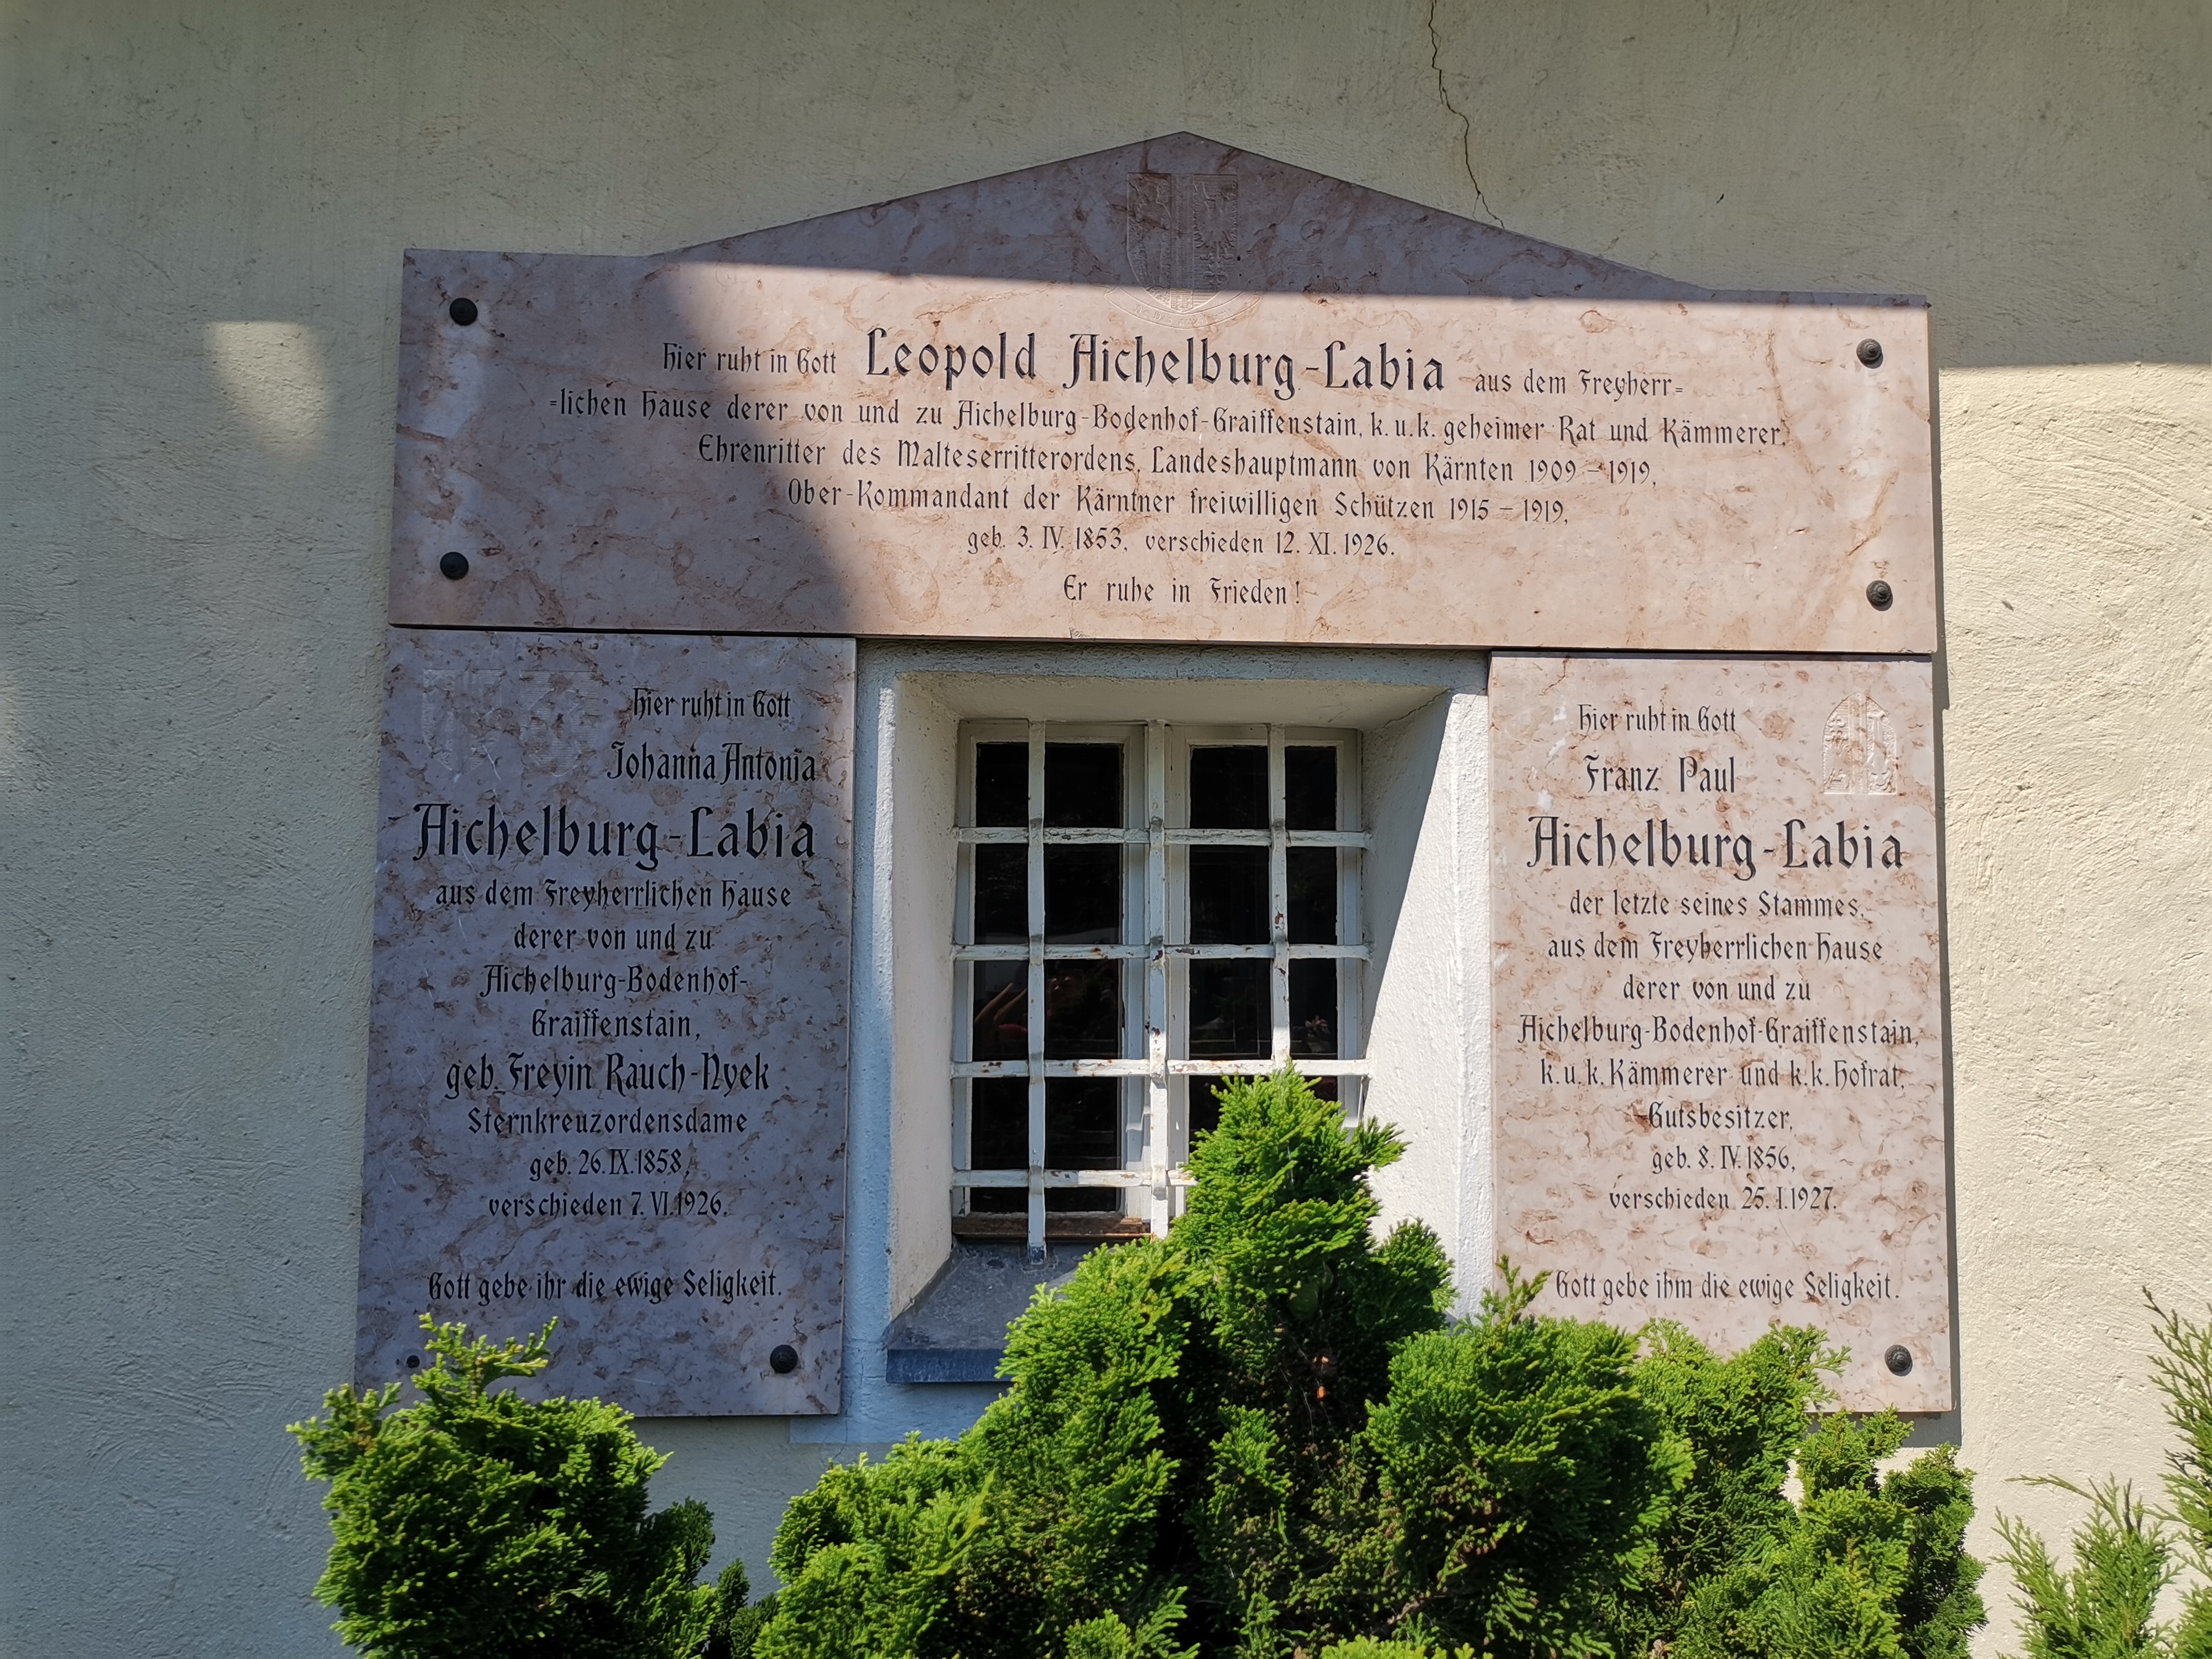 Hier ruht in Gott Leopold Aichelburg-Labia aus dem Freyherr=
=lichen Hause derer von und zu Aichelburg-Bodenhof-Graiffenstain, k.u.k. geheimer Rat und Kämmerer,
Ehrenritter des Malteserritterordens, Landeshauptmann von Kärnten 1909 – 1919,
Ober-Kommandant der Kärntner freiwilligen Schützen 1915 – 1919,
geb. 3. IV. 1853, verschieden 12. XI. 1926.
Er ruhe in Frieden!
Hier ruht in Gott
Johanna Antonia
Aichelburg-Labia
aus dem Freyherrlichen Hause
derer von und zu
Aichelburg-Bodenhof-
Graiffenstain,
geb. Freyin Rauch-Nyek
Sternkreuzordensdame
geb. 26. IX. 1858,
verschieden 7. VI. 1926.
Gott gebe ihr die ewige Seligkeit.
Hier ruht in Gott
Franz Paul
Aichelburg-Labia
der letzte seines Stammes,
aus dem Freyherrlichen Hause
derer von und zu
Aichelburg-Bodenhof-Graiffenstain,
k.u.k. Kämmerer und k.k. Hofrat,
Gutsbesitzer,
geb. 8. IV. 1856,
verschieden 25. I. 1927.
Gott gebe ihm die ewige Seligkeit.